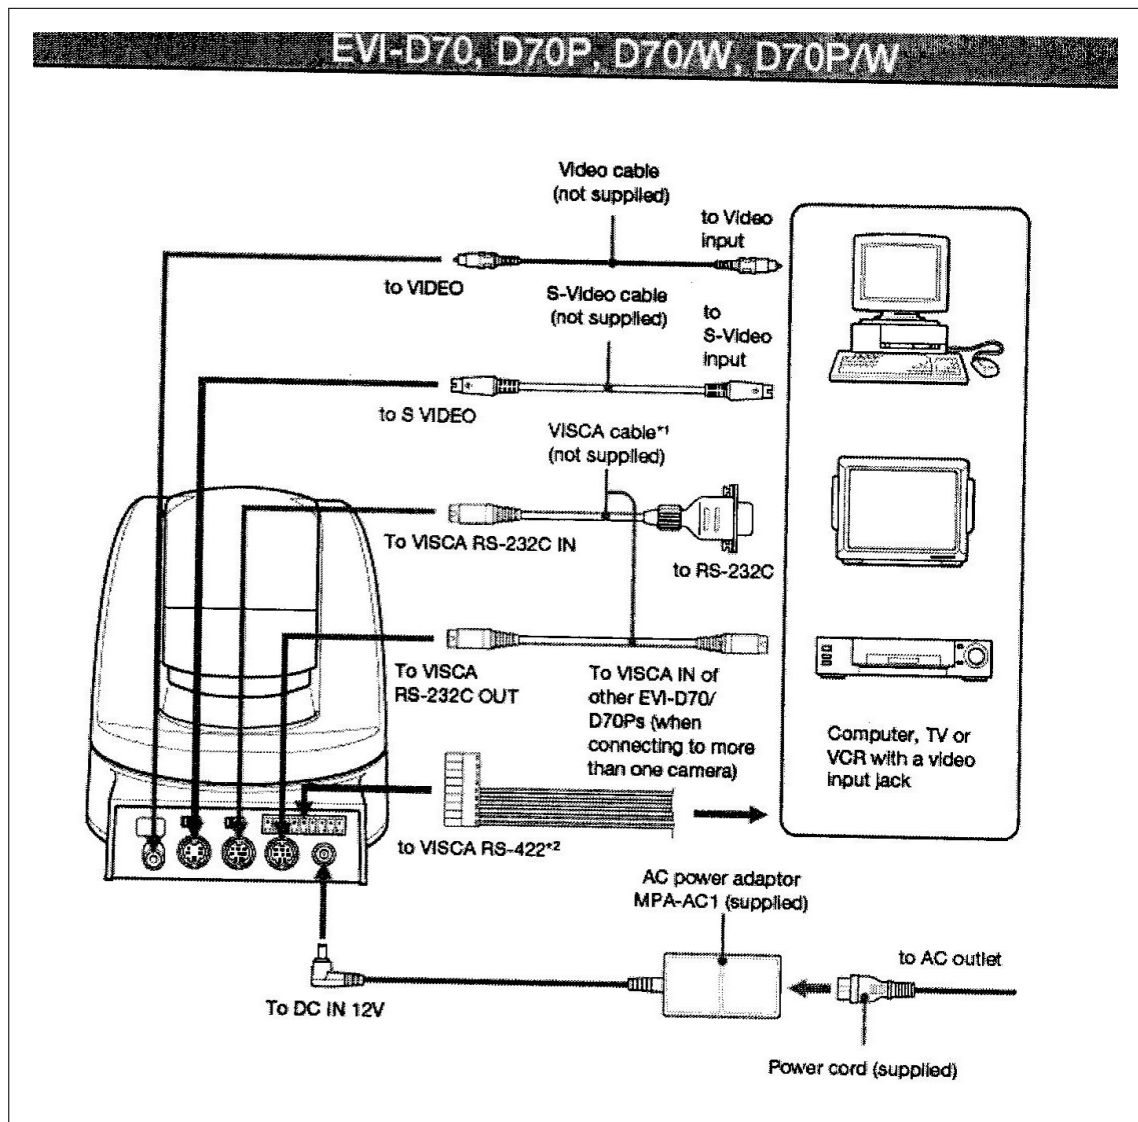 EVI-D70, D70P, D70/W, D70P/W
Video cable
(not supplied)
to Video
input
to VIDEO
S-Video cable
(not supplied)
to
S-Video
input
to S VIDEO
VISCA cable*1
(not supplied)
To VISCA RS-232C IN
to RS-232C
To VISCA
RS-232C OUT
To VISCA IN of
other EVI-D70/
D70Ps (when
connecting to more
than one camera)
Computer, TV or
VCR with a video
input jack
to VISCA RS-422*2
AC power adaptor
MPA-AC1 (supplied)
to AC outlet
To DC IN 12V
Power cord (supplied)